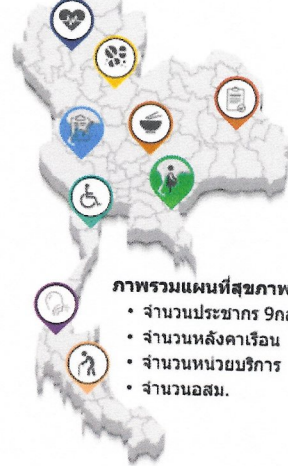 ภาพรวมแผนที่สุขภาพ
• จำนวนประชากร 9กลุ่
• จำนวนหลังคาเรือน
• จำนวนหน่วยบริการ
• จำนวนอสม.